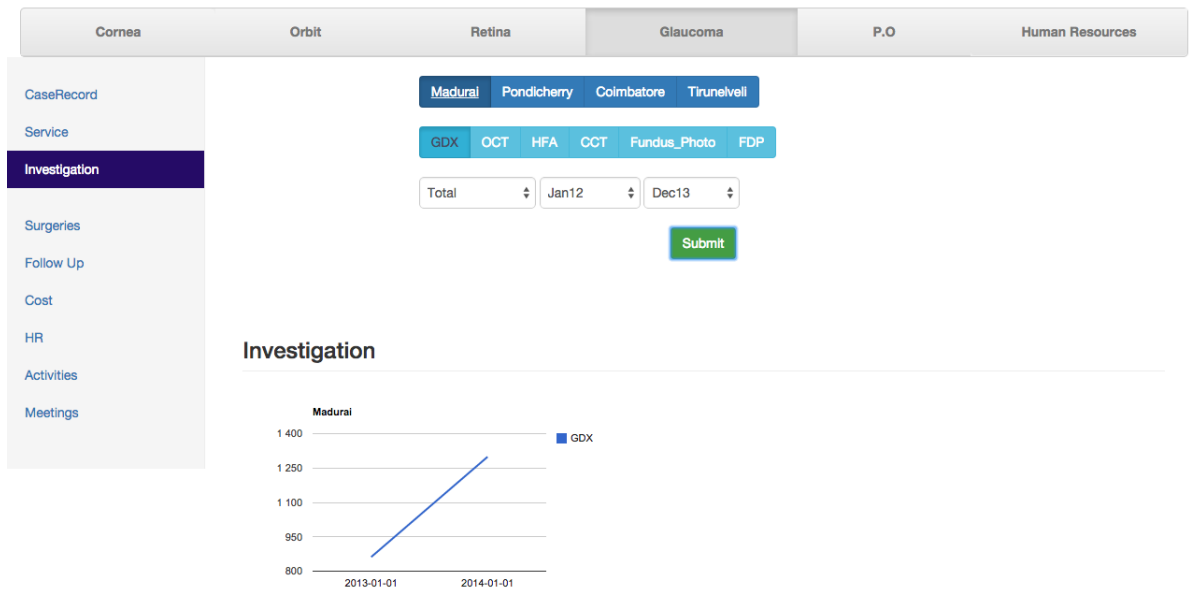 Cornea Orbit Retina Glaucoma P.O Human Resources
CaseRecord
Service
Investigation
Surgeries
Follow Up
Cost
HR
Activities
Meetings
Madurai Pondicherry Coimbatore Tirunelveli
GDX OCT HFA CCT Fundus_Photo FDP
Total Jan12 Dec13
Submit
Investigation
Madurai
GDX
1 400
1 250
1 100
950
800
2013-01-01 2014-01-01